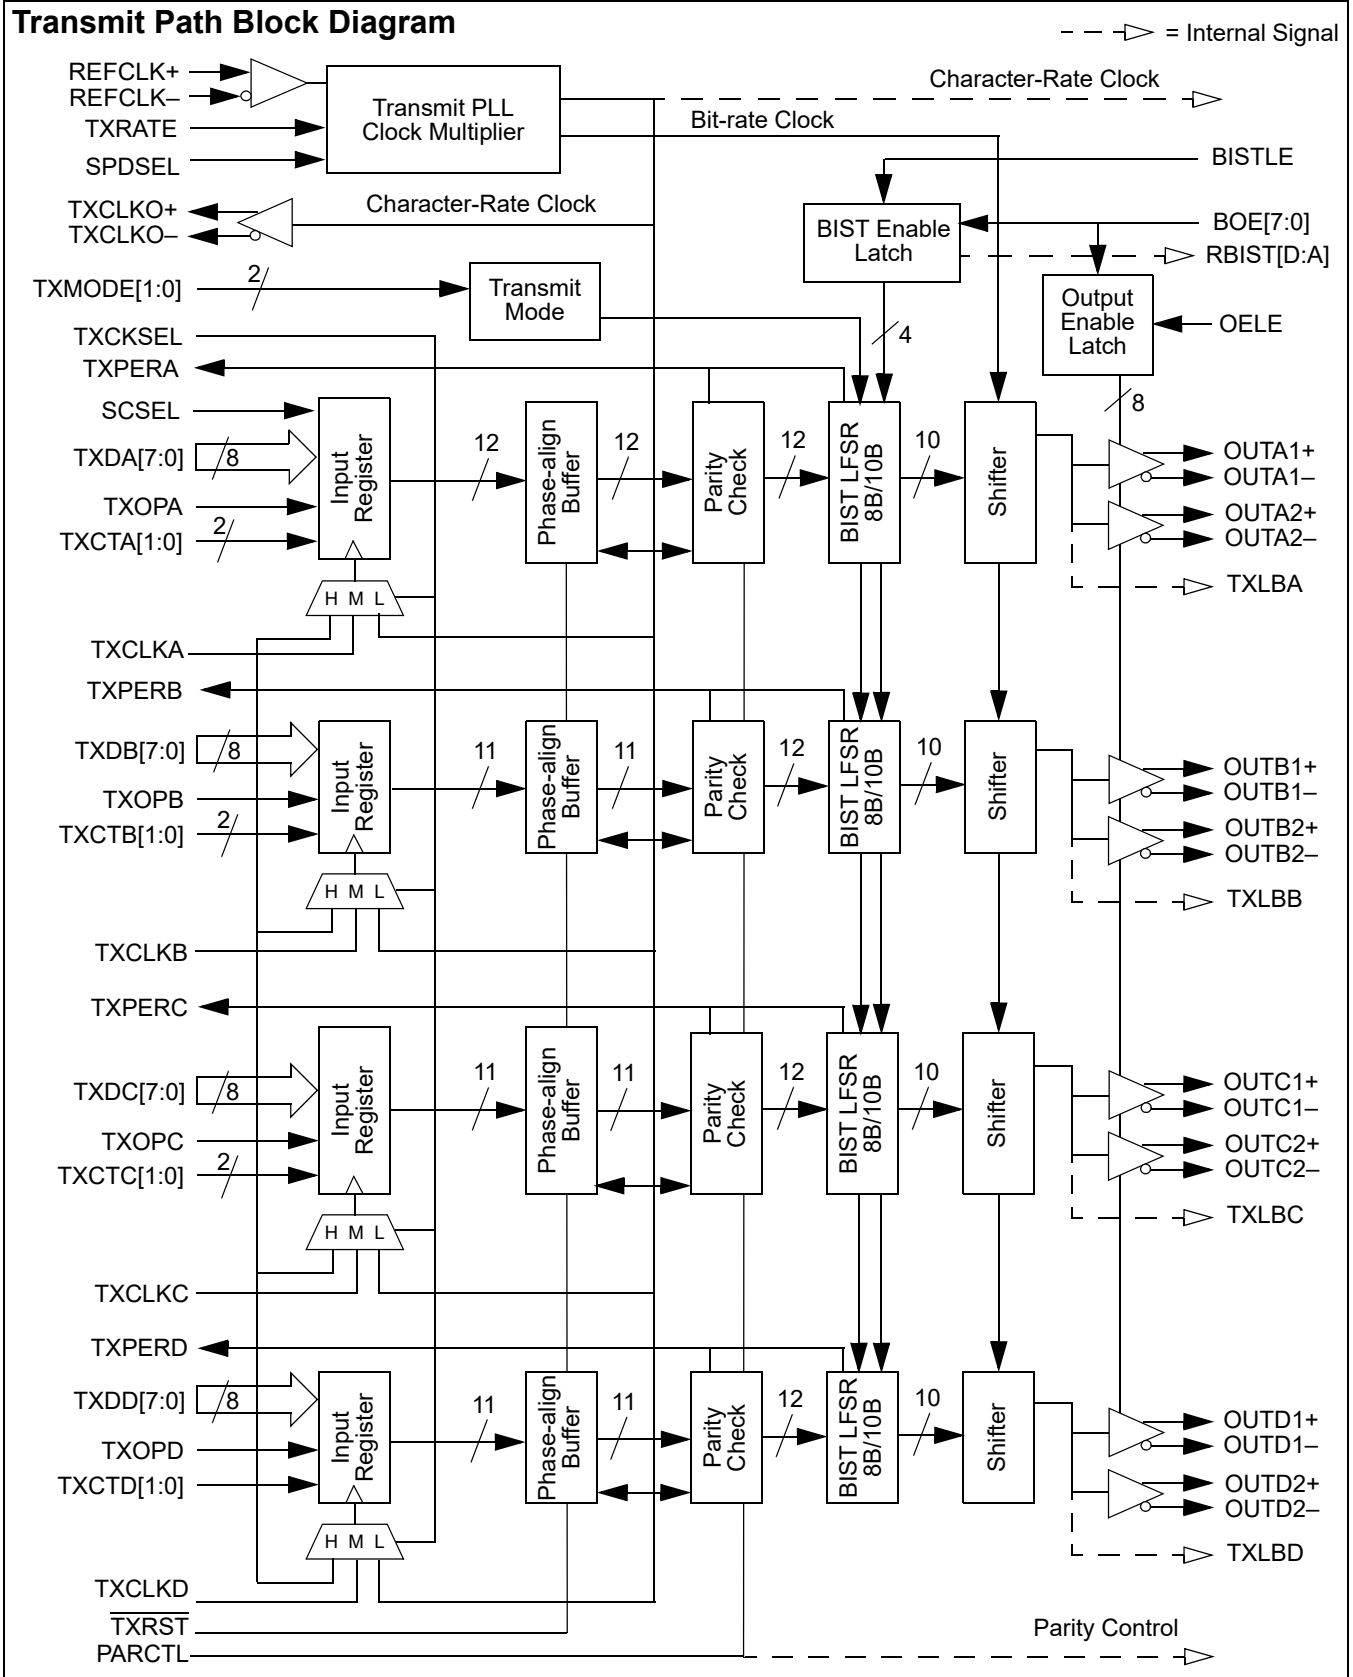 Transmit Path Block Diagram
= Internal Signal
REFCLK+
REFCLK–
TXRATE
SPDSEL
Transmit PLL
Clock Multiplier
Character-Rate Clock
Bit-rate Clock
BISTLE
TXCLKO+
TXCLKO–
Character-Rate Clock
BIST Enable
Latch
BOE[7:0]
RBIST[D:A]
TXMODE[1:0]
2
Transmit
Mode
Output
Enable
Latch
OELE
4
8
TXCKSEL
TXPERA
SCSEL
TXDA[7:0]
8
TXOPA
TXCTA[1:0]
2
Input
Register
12
Phase-align
Buffer
12
Parity
Check
12
BIST LFSR
8B/10B
10
Shifter
OUTA1+
OUTA1–
OUTA2+
OUTA2–
TXLBA
H M L
TXCLKA
TXPERB
TXDB[7:0]
8
TXOPB
TXCTB[1:0]
2
Input
Register
11
Phase-align
Buffer
11
Parity
Check
12
BIST LFSR
8B/10B
10
Shifter
OUTB1+
OUTB1–
OUTB2+
OUTB2–
TXLBB
H M L
TXCLKB
TXPERC
TXDC[7:0]
8
TXOPC
TXCTC[1:0]
2
Input
Register
11
Phase-align
Buffer
11
Parity
Check
12
BIST LFSR
8B/10B
10
Shifter
OUTC1+
OUTC1–
OUTC2+
OUTC2–
TXLBC
H M L
TXCLKC
TXPERD
TXDD[7:0]
8
TXOPD
TXCTD[1:0]
Input
Register
11
Phase-align
Buffer
11
Parity
Check
12
BIST LFSR
8B/10B
10
Shifter
OUTD1+
OUTD1–
OUTD2+
OUTD2–
TXLBD
H M L
TXCLKD
TXRST
PARCTL
Parity Control